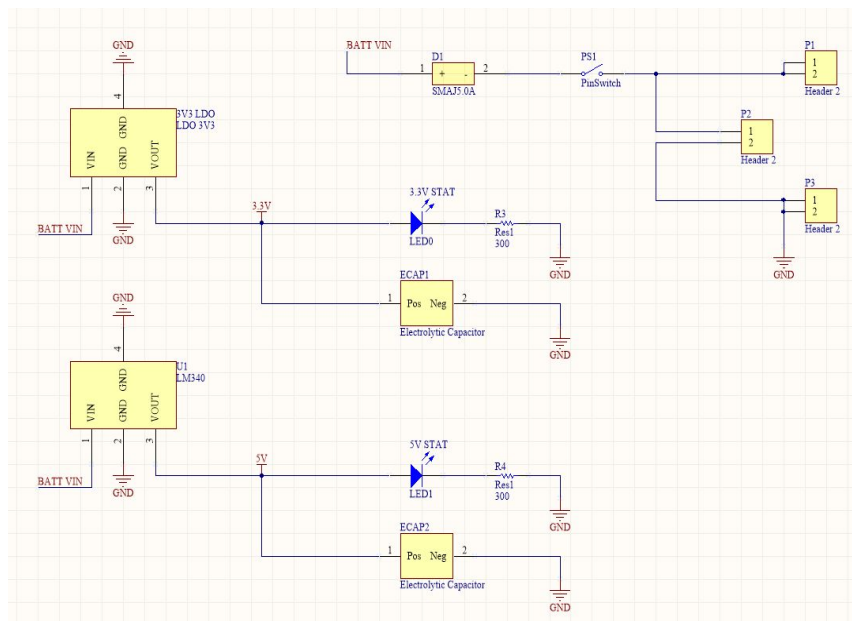 GND
4
GND
VIN
GND
VOUT
3V3 LDO
LDO 3V3
1
2
3
BATT VIN
GND
BATT VIN
D1
1
+
-
2
SMAJ5.0A
PS1
PinSwitch
P1
1
2
Header 2
P2
1
2
Header 2
P3
1
2
Header 2
GND
3.3V
3.3V STAT
LED0
R3
Res1
300
GND
ECAP1
1
Pos Neg
2
Electrolytic Capacitor
GND
GND
4
GND
VIN
GND
VOUT
U1
LM340
1
2
3
BATT VIN
GND
5V
5V STAT
LED1
R4
Res1
300
GND
ECAP2
1
Pos Neg
2
Electrolytic Capacitor
GND